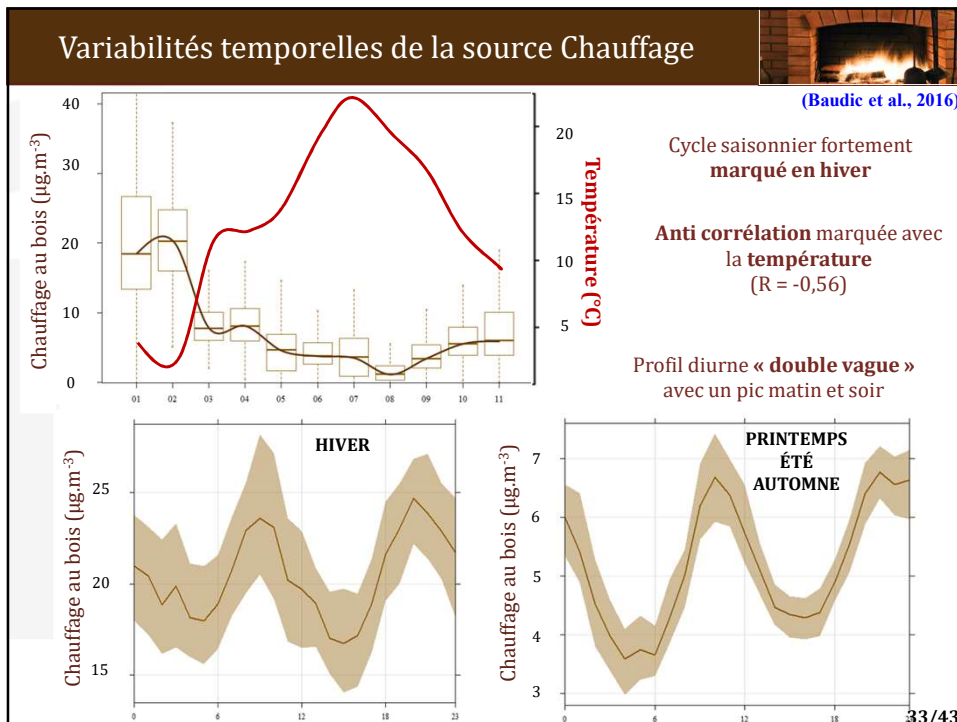 Variabilités temporelles de la source Chauffage
(Baudic et al., 2016)
Chauffage au bois (µg.m-3)
40
30
20
10
0
01 02 03 04 05 06 07 08 09 10 11
20
15
10
5
Température (°C)
Cycle saisonnier fortement
marqué en hiver
Anti corrélation marquée avec
la température
(R = -0,56)
Profil diurne « double vague »
avec un pic matin et soir
Chauffage au bois (µg.m-3)
HIVER
25
20
15
0 6 12 18 23
Chauffage au bois (µg.m-3)
PRINTEMPS
ÉTÉ
AUTOMNE
7
6
5
4
3
0 6 12 18
33/43